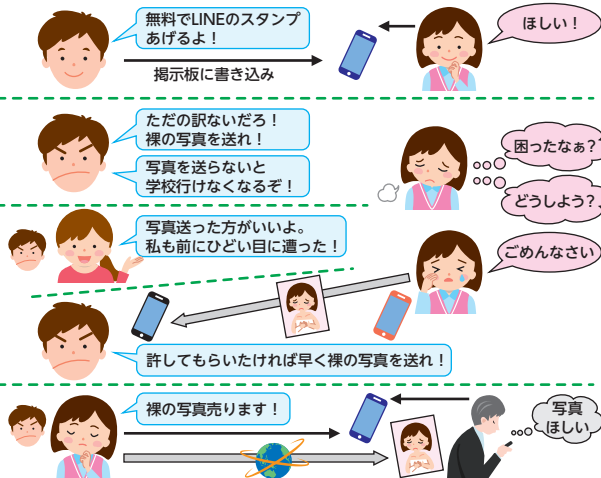 無料でLINEのスタンプ
あげるよ！
ほしい！
掲示板に書き込み
ただの訳ないだろ！
裸の写真を送れ！
写真を送らないと
学校行けなくなるぞ！
困ったなぁ？
どうしよう？
写真送った方がいいよ。
私も前にひどい目に遭った！
ごめんなさい
許してもらいたければ早く裸の写真を送れ！
裸の写真売ります！
写真
ほしい